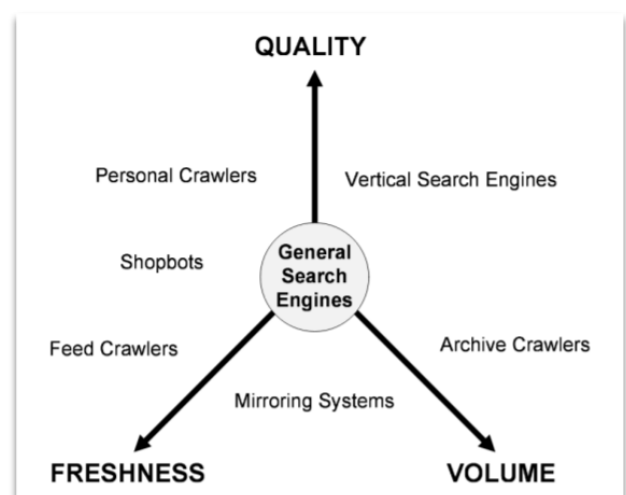 QUALITY
Personal Crawlers
Vertical Search Engines
Shopbots
General
Search
Engines
Feed Crawlers
Archive Crawlers
Mirroring Systems
FRESHNESS
VOLUME